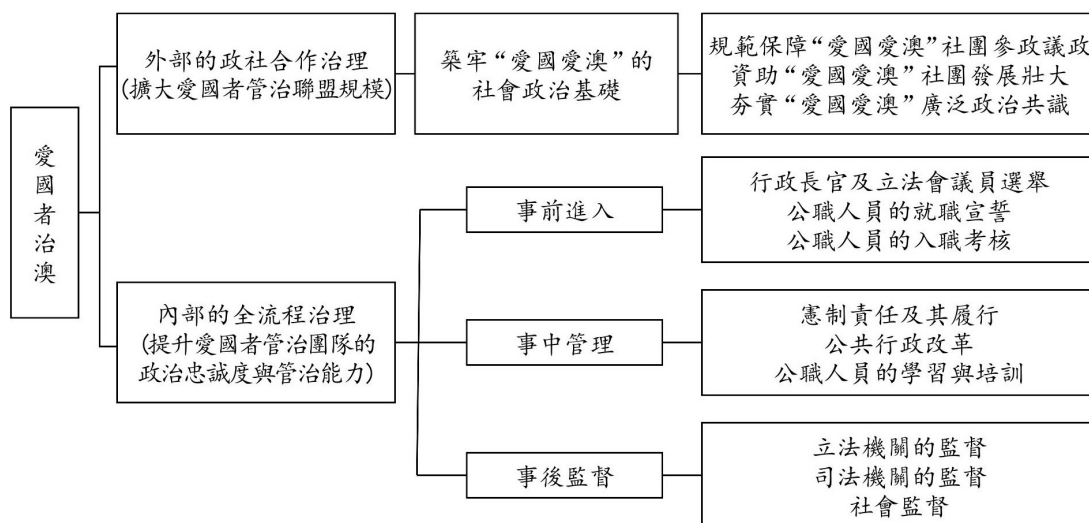 愛國者治澳
外部的政社合作治理
(擴大愛國者管治聯盟規模)
築牢“愛國愛澳”的
社會政治基礎
規範保障“愛國愛澳”社團參政議政
資助“愛國愛澳”社團發展壯大
夯實“愛國愛澳”廣泛政治共識
內部的全流程治理
(提升愛國者管治團隊的
政治忠誠度與管治能力)
事前進入
行政長官及立法會議員選舉
公職人員的就職宣誓
公職人員的入職考核
事中管理
憲制責任及其履行
公共行政改革
公職人員的學習與培訓
事後監督
立法機關的監督
司法機關的監督
社會監督